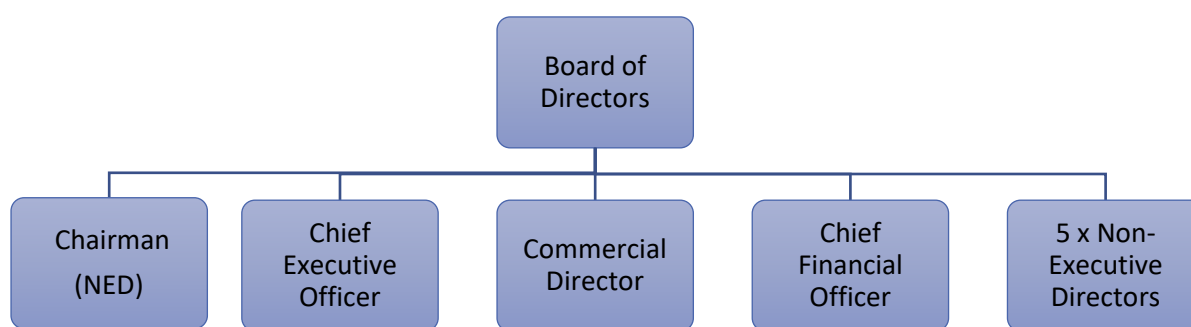 Board of
Directors
Chairman
(NED)
Chief
Executive
Officer
Commercial
Director
Chief
Financial
Officer
5 x Non-
Executive
Directors